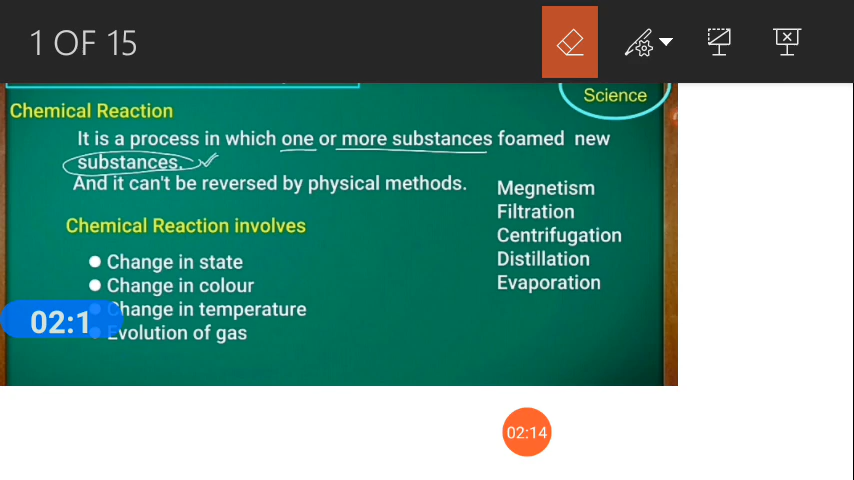 1 OF 15
Science
Chemical Reaction
It is a process in which one or more substances foamed new
substances.
And it can't be reversed by physical methods.
Megnetism
Filtration
Centrifugation
Distillation
Evaporation
Chemical Reaction involves
Change in state
Change in colour
Change in temperature
Evolution of gas
02:1
02:14